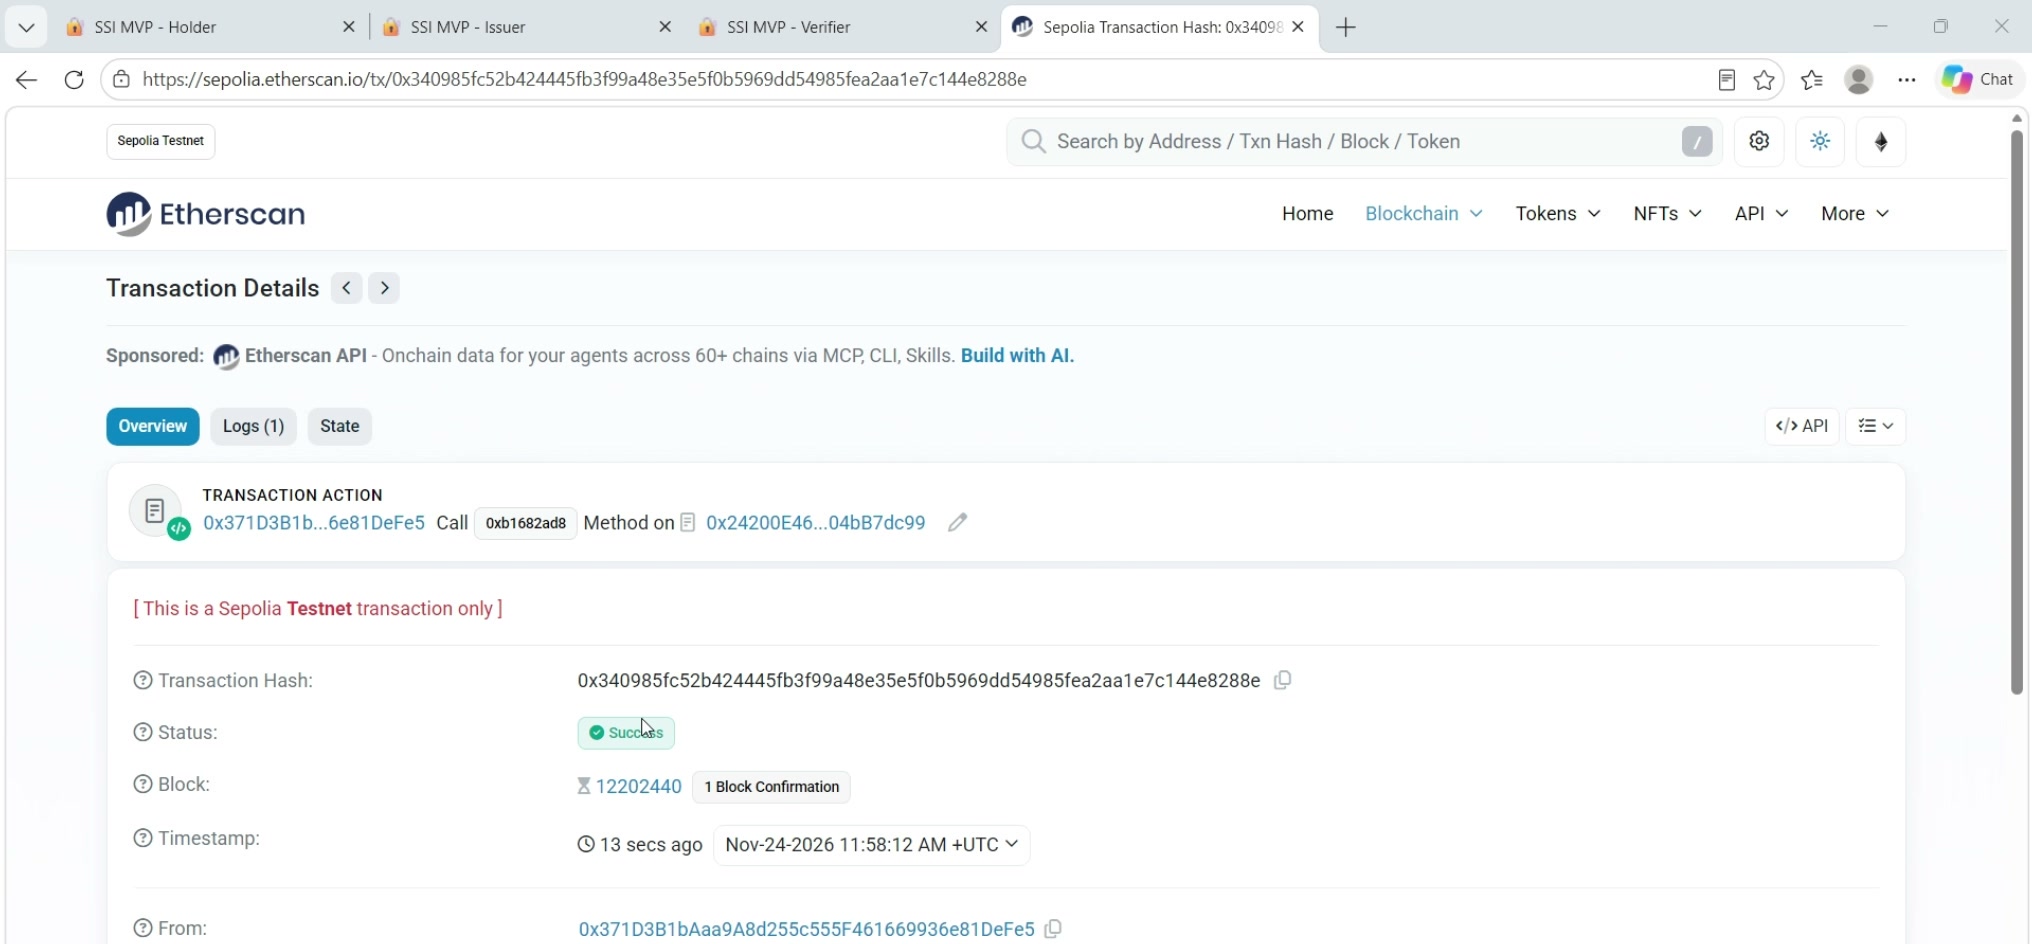 SSI MVP - Holder
SSI MVP - Issuer
SSI MVP - Verifier
Sepolia Transaction Hash: 0x34098
https://sepolia.etherscan.io/tx/0x340985fc52b424445fb3f99a48e35e5f0b5969dd54985fea2aa1e7c144e8288e
Chat
Sepolia Testnet
Search by Address / Txn Hash / Block / Token
/
Etherscan
Home
Blockchain
Tokens
NFTs
API
More
Transaction Details
Sponsored: Etherscan API - Onchain data for your agents across 60+ chains via MCP, CLI, Skills. Build with AI.
Overview
Logs (1)
State
</> API
TRANSACTION ACTION
0x371D3B1b...6e81DeFe5 Call 0xb1682ad8 Method on 0x24200E46...04bB7dc99
[ This is a Sepolia Testnet transaction only ]
Transaction Hash: 0x340985fc52b424445fb3f99a48e35e5f0b5969dd54985fea2aa1e7c144e8288e
Status: Success
Block: 12202440 1 Block Confirmation
Timestamp: 13 secs ago Nov-24-2026 11:58:12 AM +UTC
From: 0x371D3B1bAaa9A8d255c555F461669936e81DeFe5